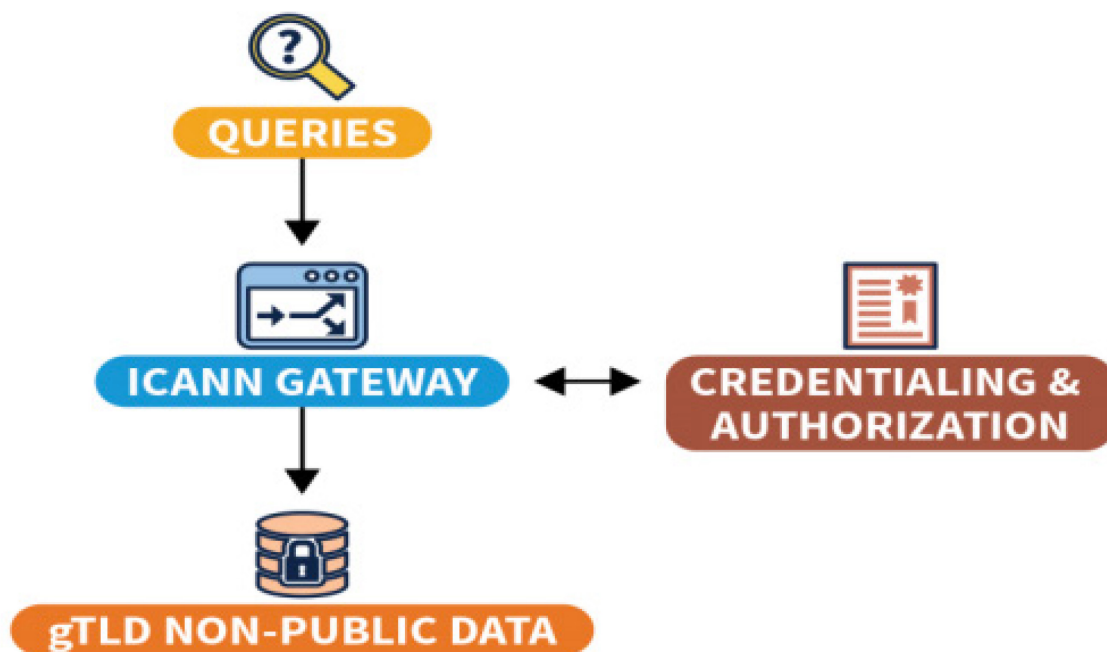 ?
QUERIES
ICANN GATEWAY
CREDENTIALING &
AUTHORIZATION
gTLD NON-PUBLIC DATA